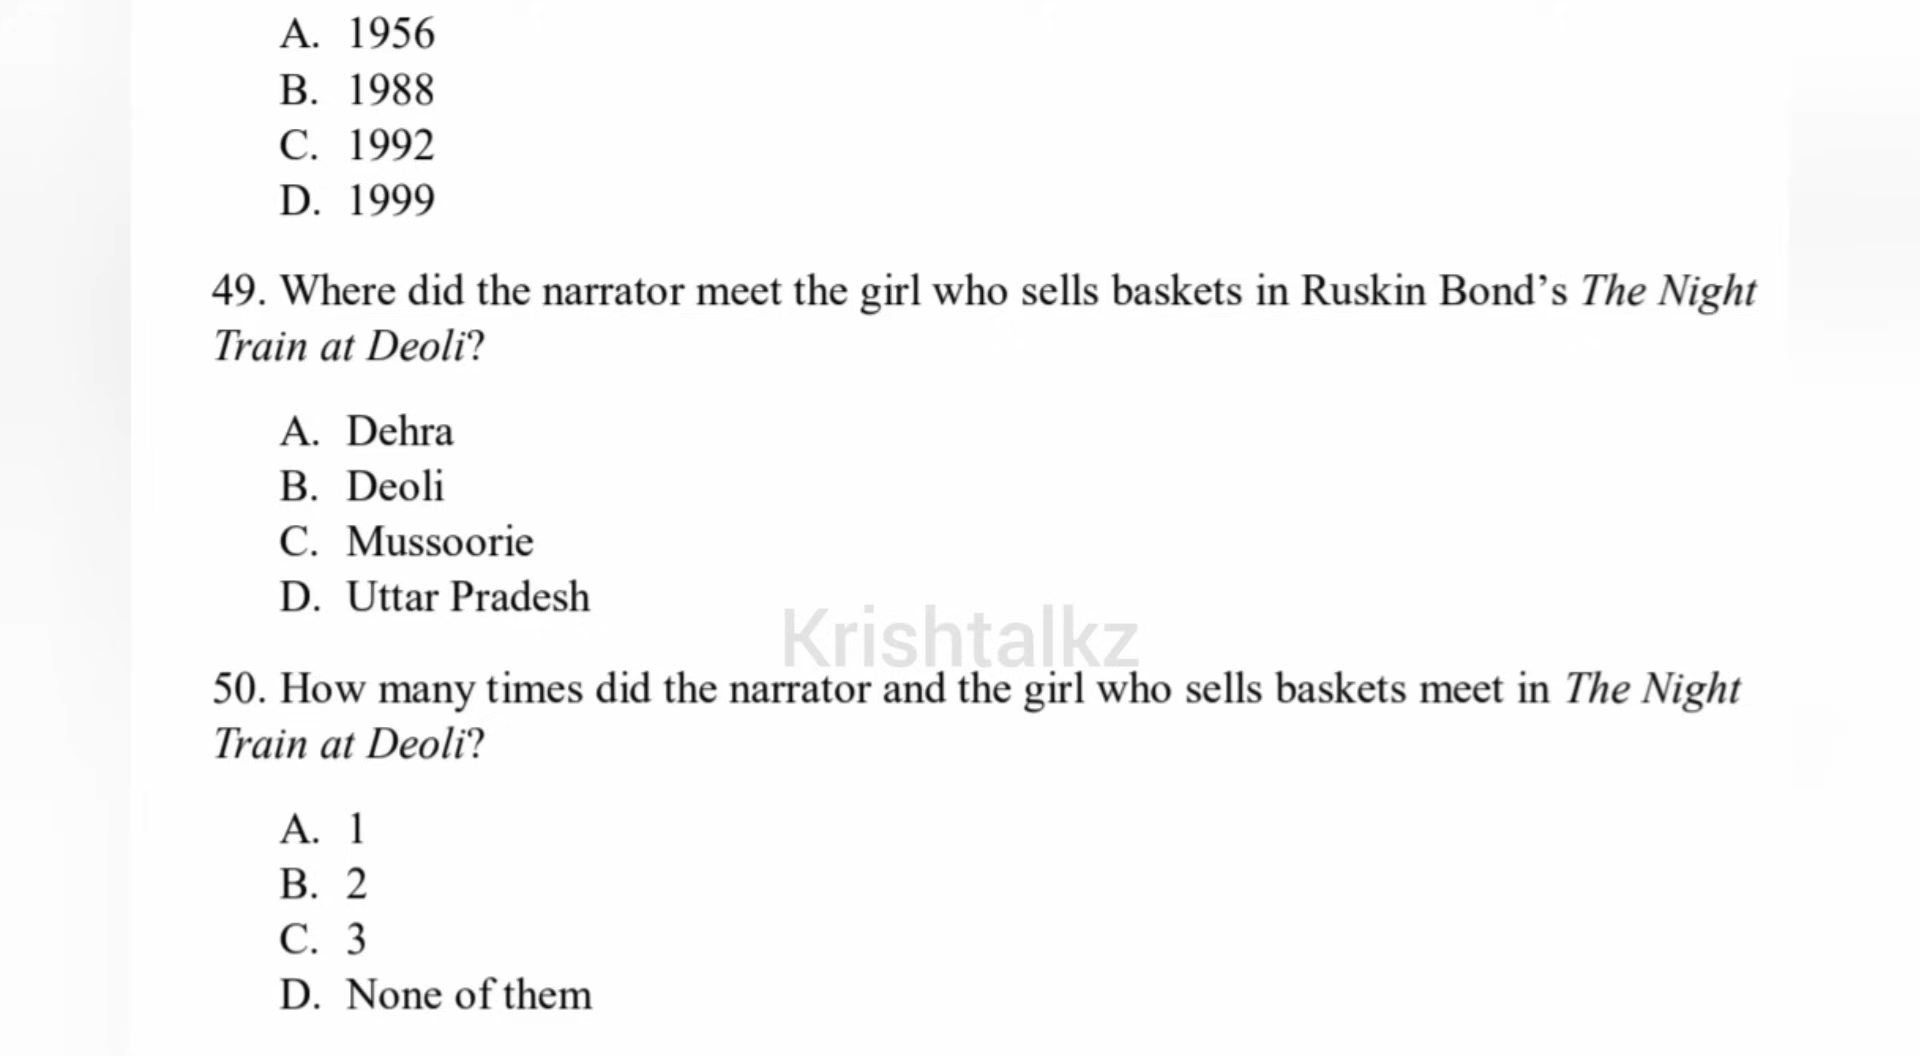 A. 1956
B. 1988
C. 1992
D. 1999
49. Where did the narrator meet the girl who sells baskets in Ruskin Bond’s The Night
Train at Deoli?
A. Dehra
B. Deoli
C. Mussoorie
D. Uttar Pradesh
Krishtalkz
50. How many times did the narrator and the girl who sells baskets meet in The Night
Train at Deoli?
A. 1
B. 2
C. 3
D. None of them